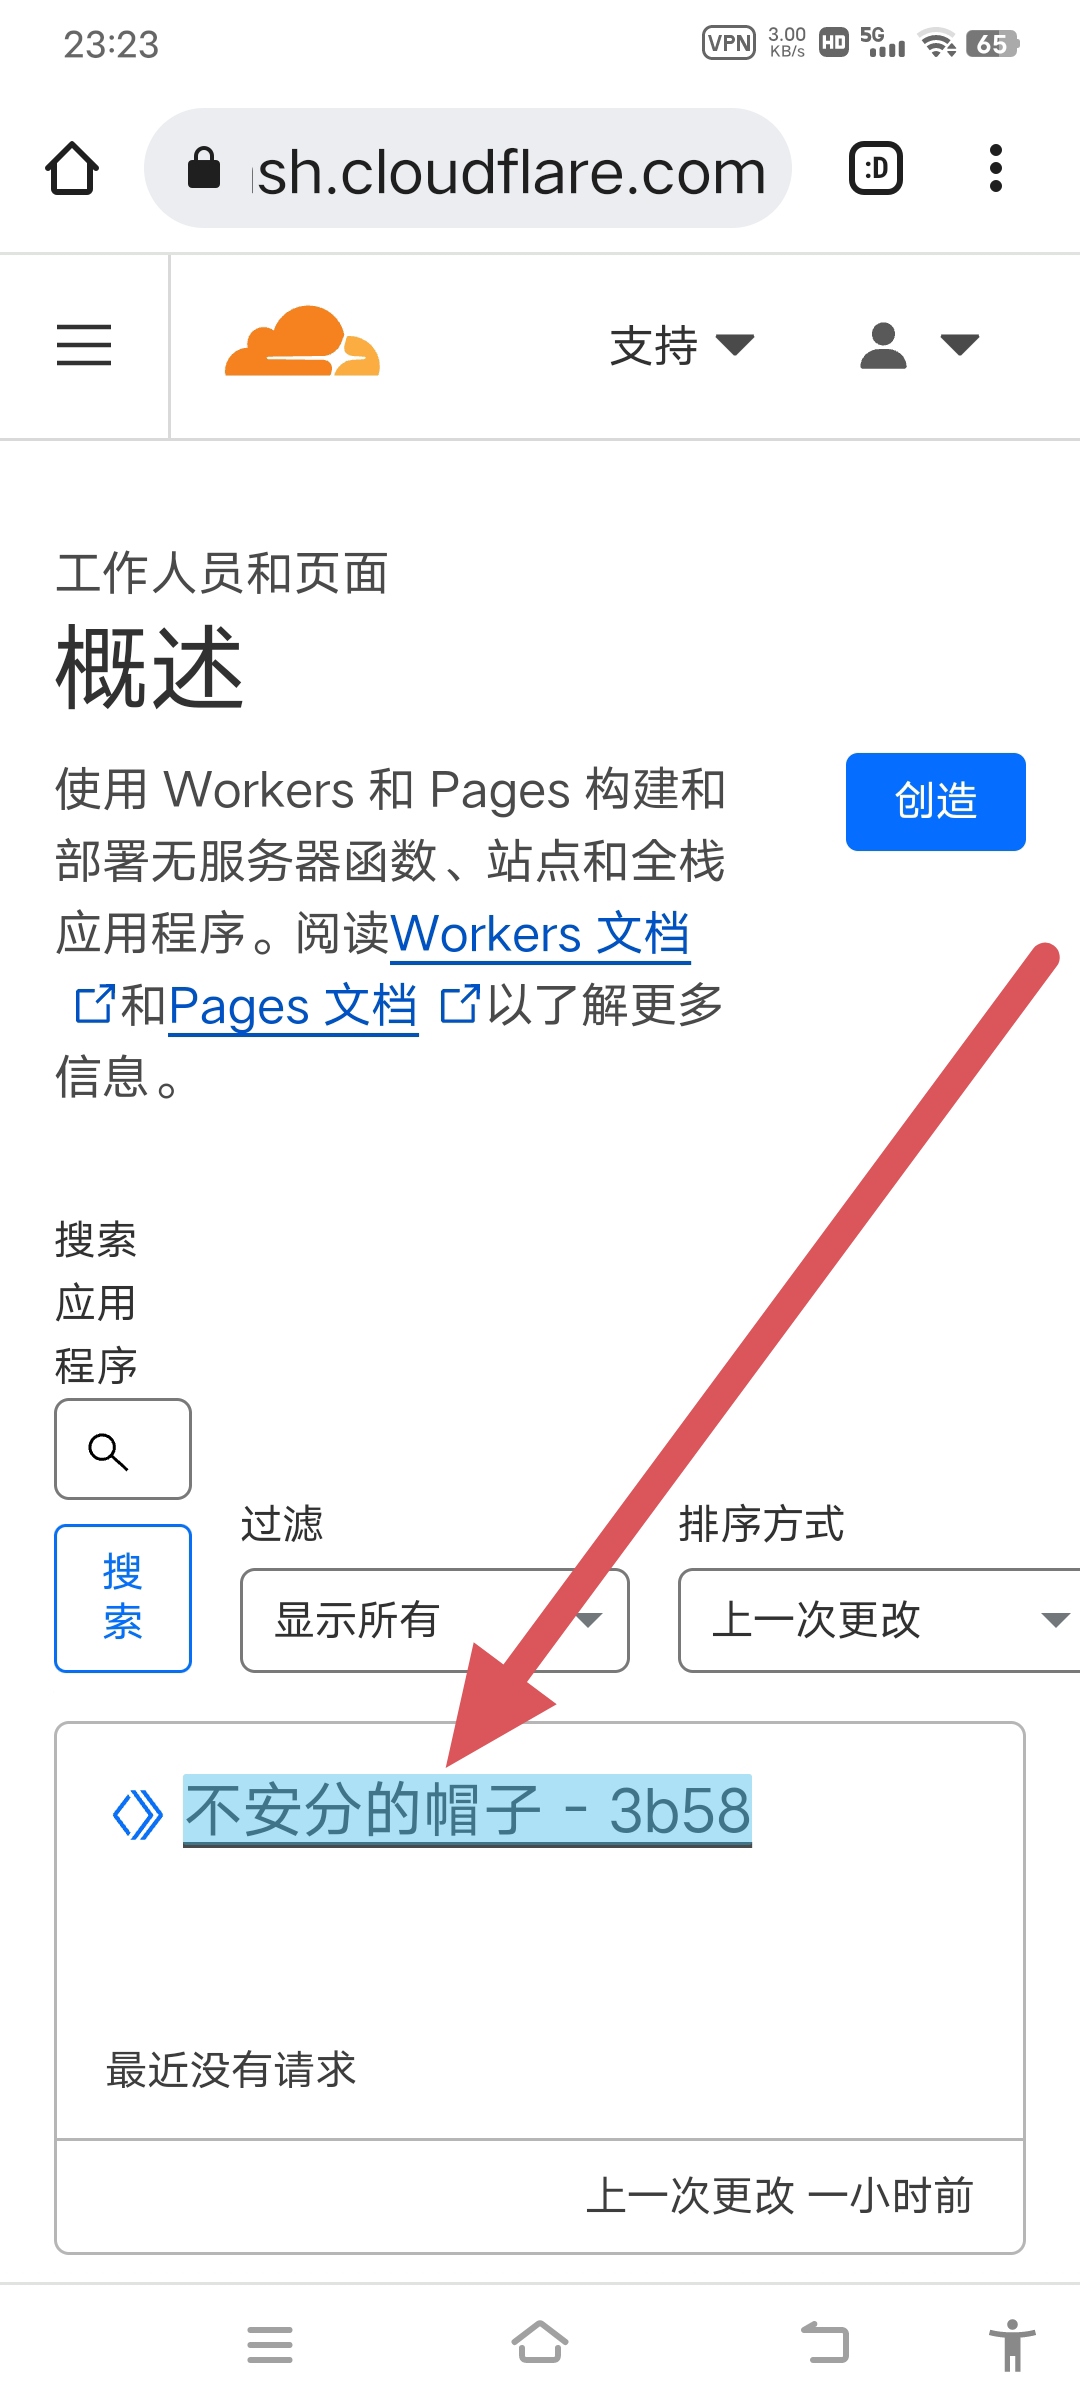 23:23
VPN 3.00 KB/s HD 5G 65
sh.cloudflare.com :D
支持
工作人员和页面
概述
使用 Workers 和 Pages 构建和
部署无服务器函数、站点和全栈
应用程序。阅读Workers 文档
和Pages 文档 以了解更多
信息。
创造
搜索
应用
程序
搜
索
过滤
显示所有
排序方式
上一次更改
不安分的帽子 - 3b58
最近没有请求
上一次更改 一小时前